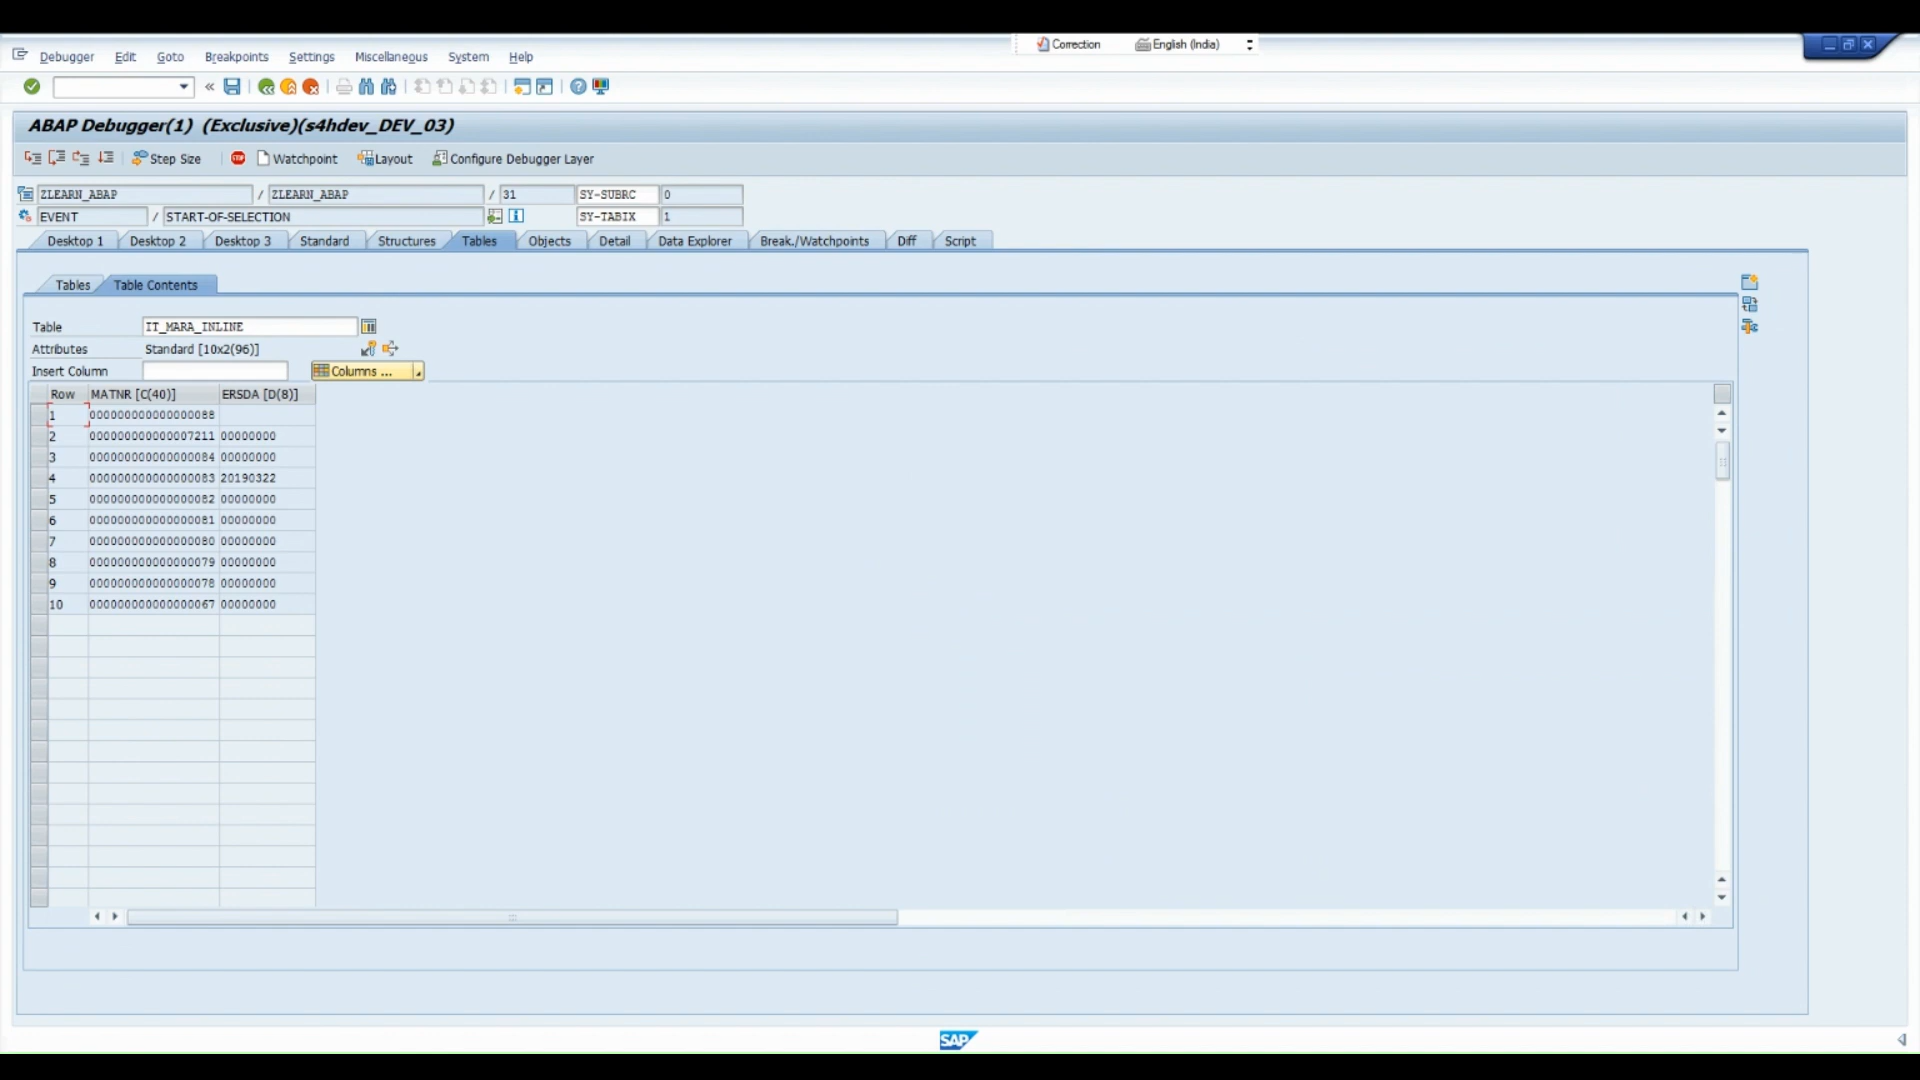 Correction English (India)
Debugger Edit Goto Breakpoints Settings Miscellaneous System Help
ABAP Debugger(1) (Exclusive)(s4hdev_DEV_03)
Step Size STOP Watchpoint Layout Configure Debugger Layer
ZLEARN_ABAP / ZLEARN_ABAP / 31 SY-SUBRC 0
EVENT / START-OF-SELECTION SY-TABIX 1
Desktop 1 Desktop 2 Desktop 3 Standard Structures Tables Objects Detail Data Explorer Break./Watchpoints Diff Script
Tables Table Contents
Table IT_MARA_INLINE
Attributes Standard [10x2(96)]
Insert Column Columns ...
Row MATNR [C(40)] ERSDA [D(8)]
1 000000000000000088
2 000000000000007211 00000000
3 000000000000000084 00000000
4 000000000000000083 20190322
5 000000000000000082 00000000
6 000000000000000081 00000000
7 000000000000000080 00000000
8 000000000000000079 00000000
9 000000000000000078 00000000
10 000000000000000067 00000000
SAP